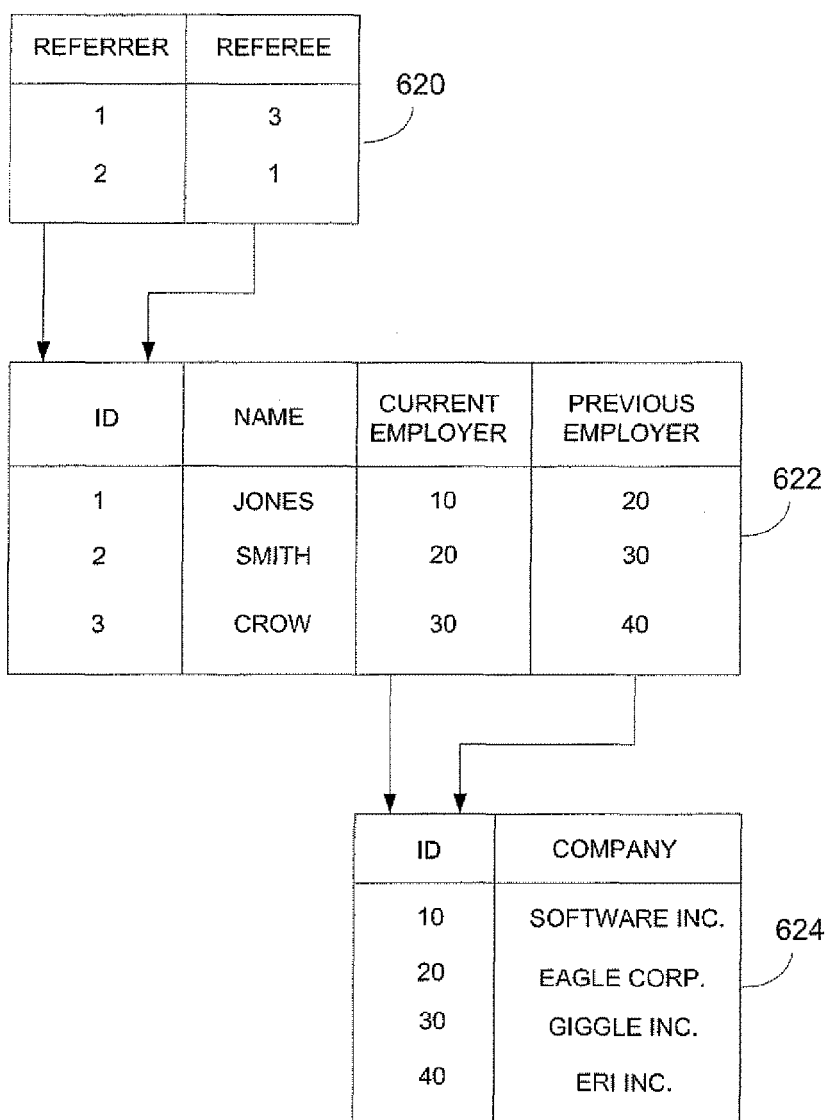 REFERRER REFEREE
1 3
620
2 1
ID NAME CURRENT EMPLOYER PREVIOUS EMPLOYER
622
1 JONES 10 20
2 SMITH 20 30
3 CROW 30 40
ID COMPANY
10 SOFTWARE INC.
624
20 EAGLE CORP.
30 GIGGLE INC.
40 ERI INC.